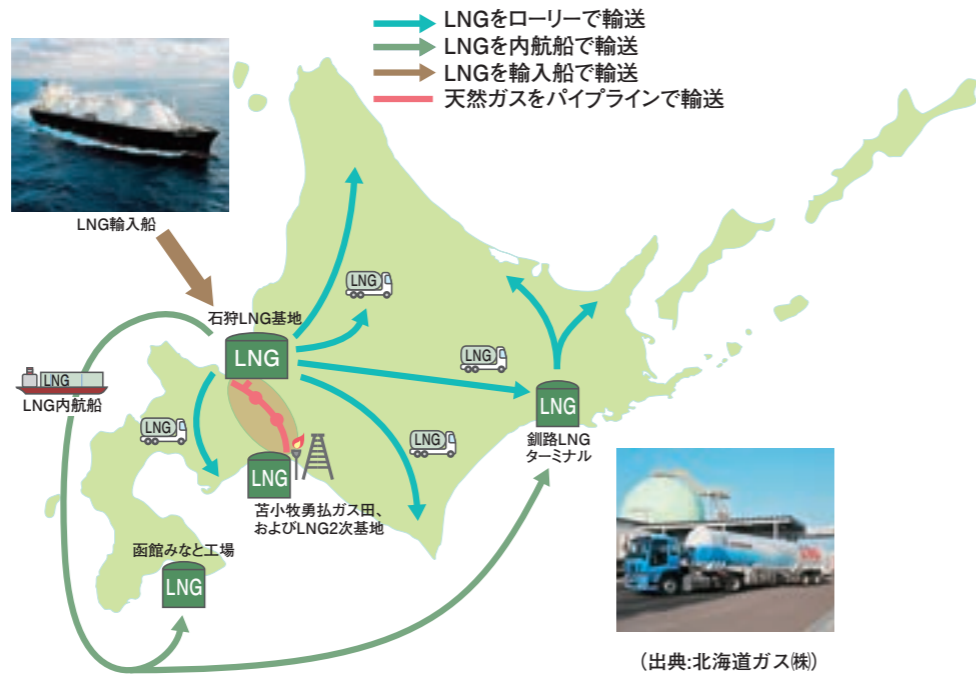 LNGをローリーで輸送
LNGを内航船で輸送
LNGを輸入船で輸送
天然ガスをパイプラインで輸送
LNG輸入船
LNG
石狩LNG基地
LNG
LNG
LNG
LNG内航船
LNG
LNG
LNG
釧路LNG
ターミナル
LNG
苫小牧勇払ガス田、
およびLNG2次基地
函館みなと工場
LNG
(出典:北海道ガス㈱)